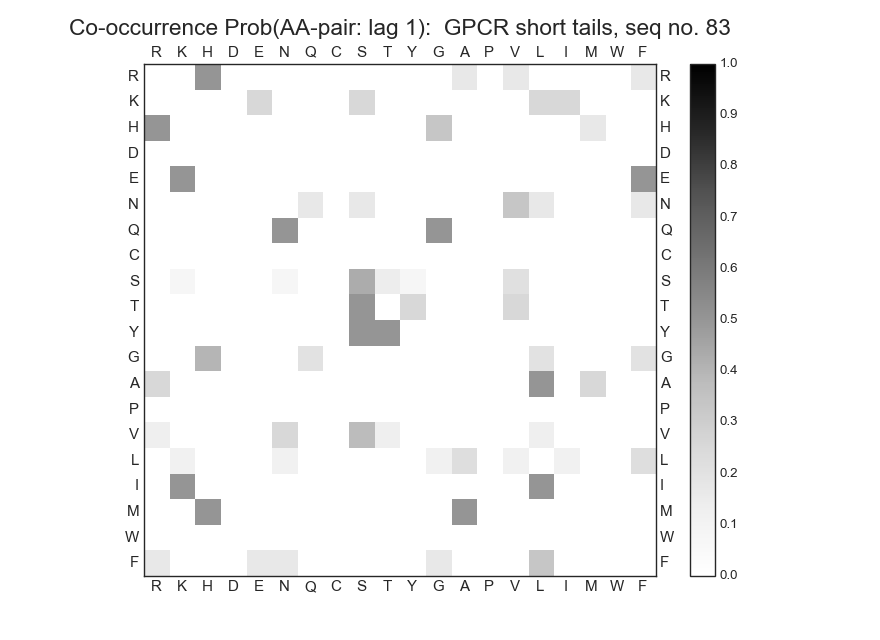 Co-occurrence Prob(AA-pair: lag 1):  GPCR short tails, seq no. 83
R K H D E N Q C S T Y G A P V L I M W F
R R 1.0
K K 0.9
H H
D D 0.8
E E
N N 0.7
Q Q 0.6
C C
S S 0.5
T T
Y Y
G G 0.4
A A
P P 0.3
V V
L L 0.2
I I
M M 0.1
W W
F F 0.0
R K H D E N Q C S T Y G A P V L I M W F